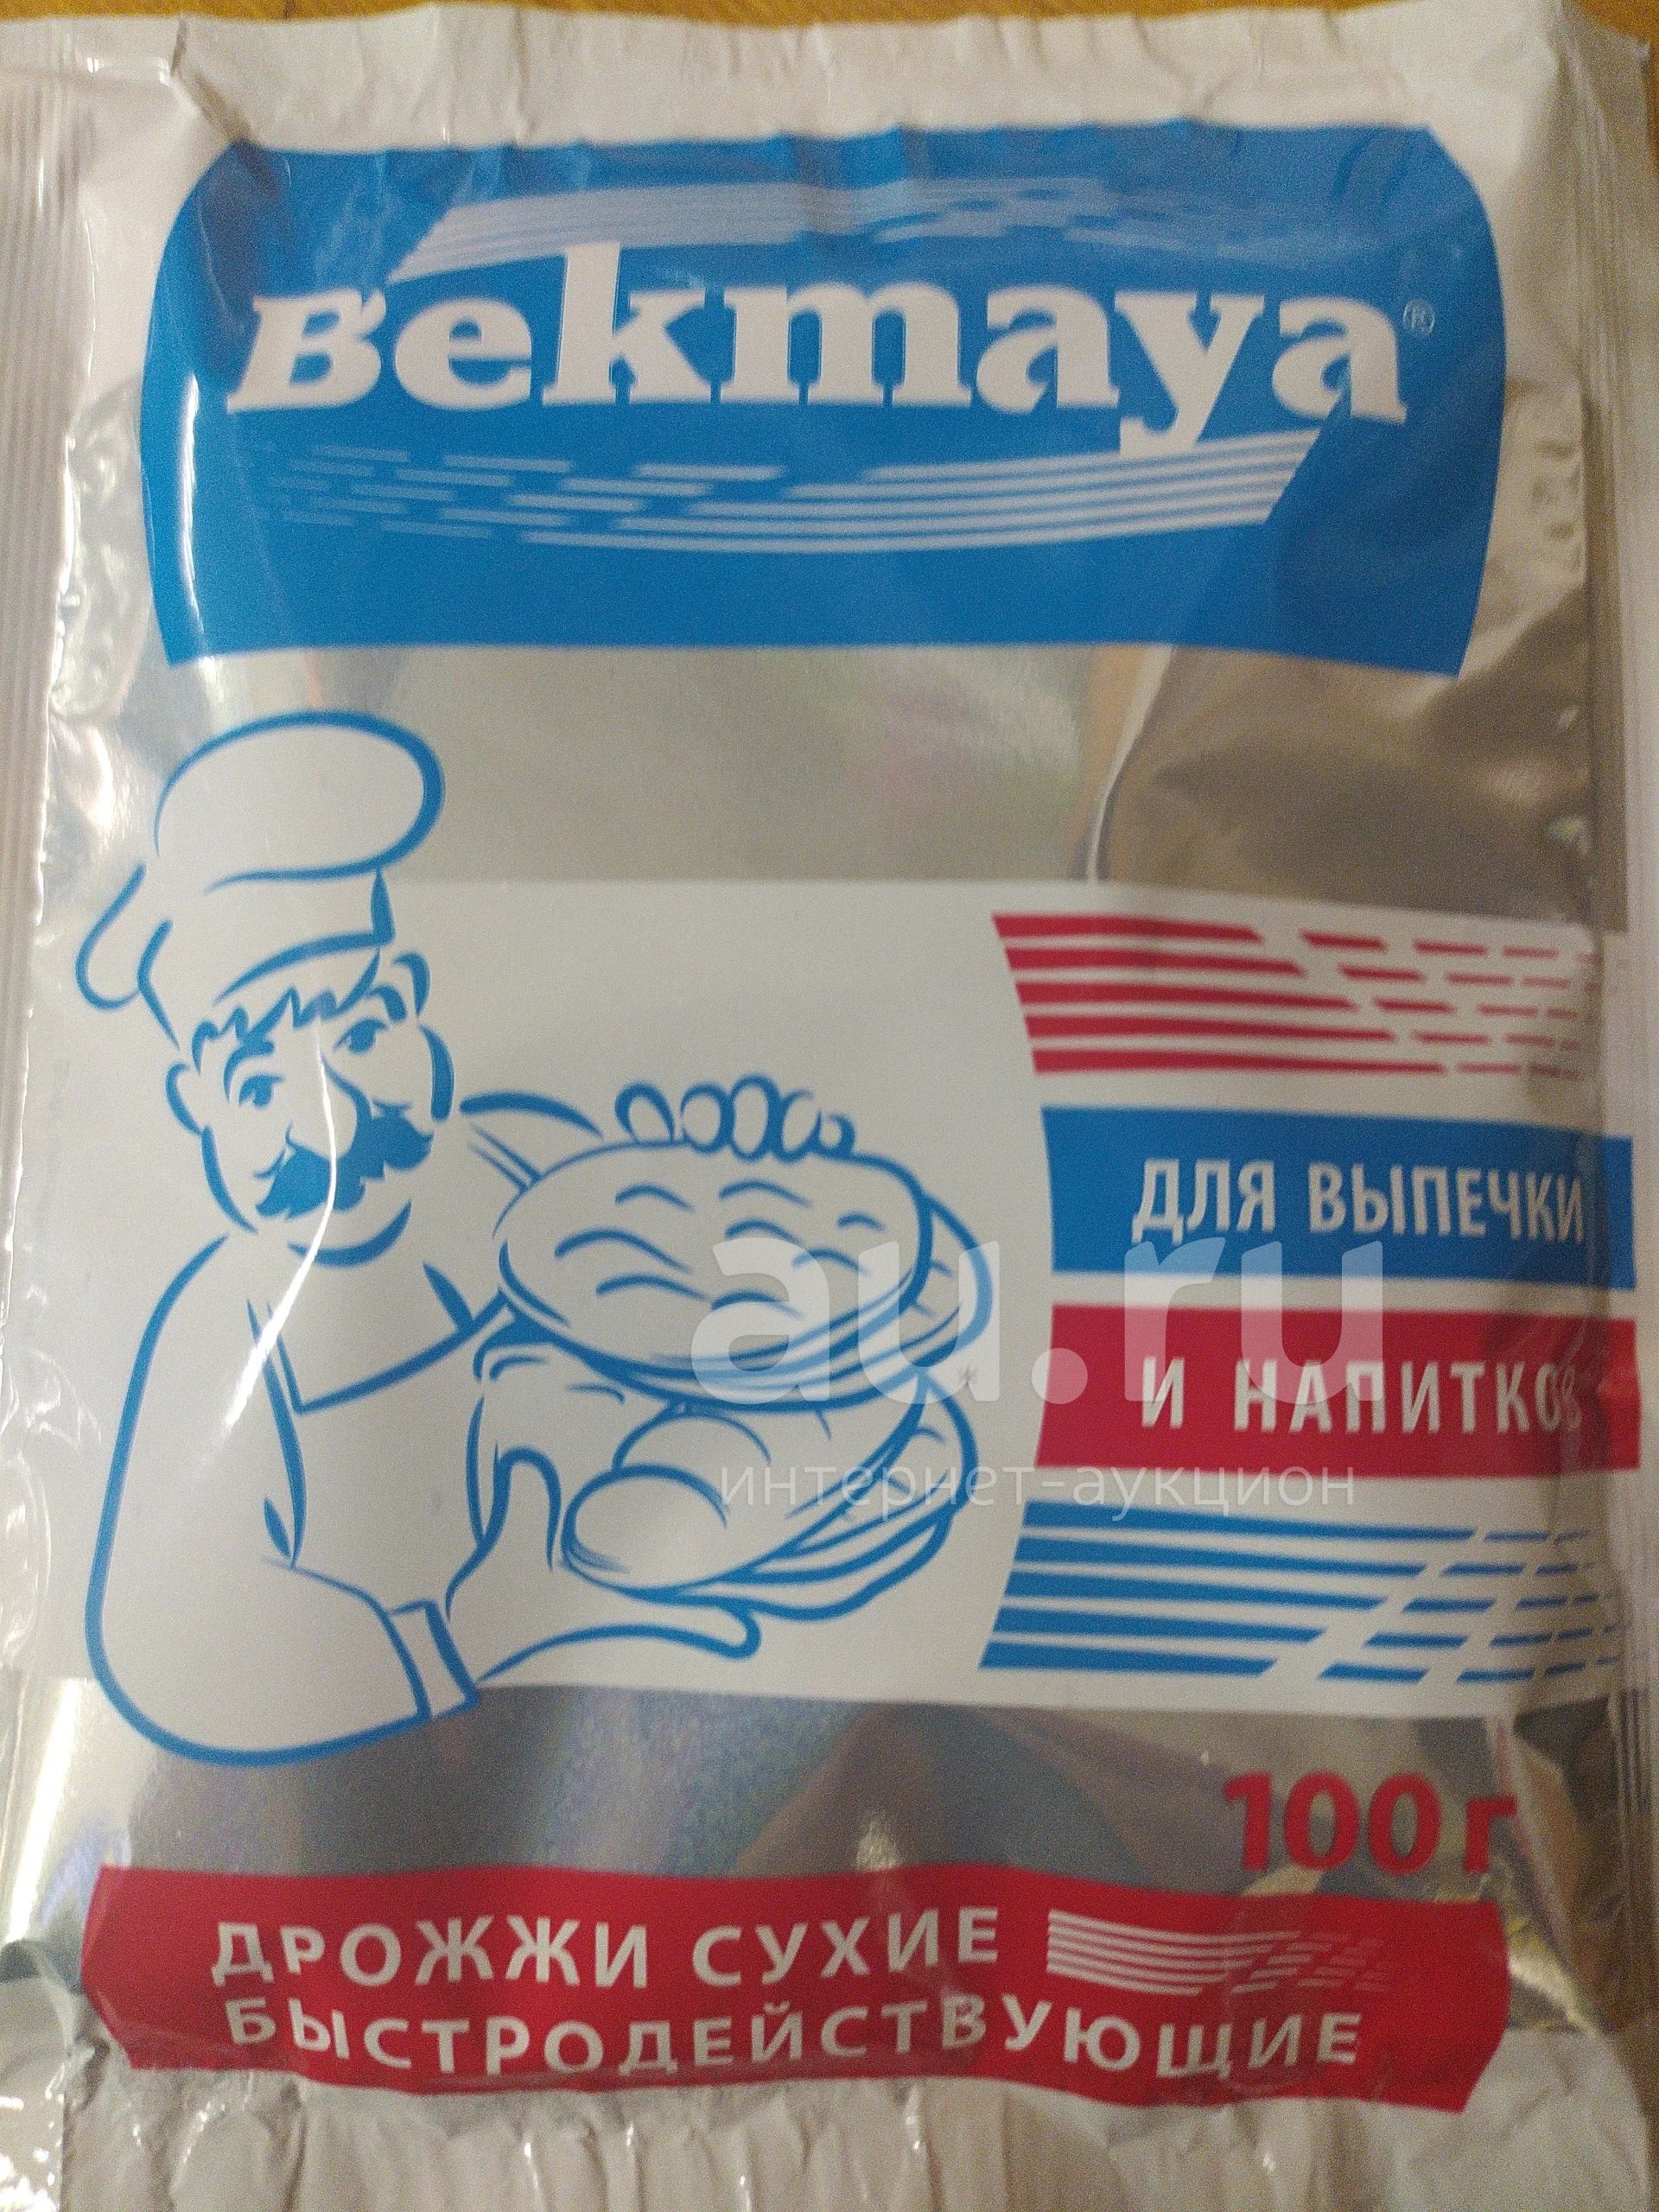 Bekmaya®
ДЛЯ ВЫПЕЧКИ
au.ru
И НАПИТКОВ
интернет-аукцион
100 г
ДРОЖЖИ СУХИЕ
БЫСТРОДЕЙСТВУЮЩИЕ